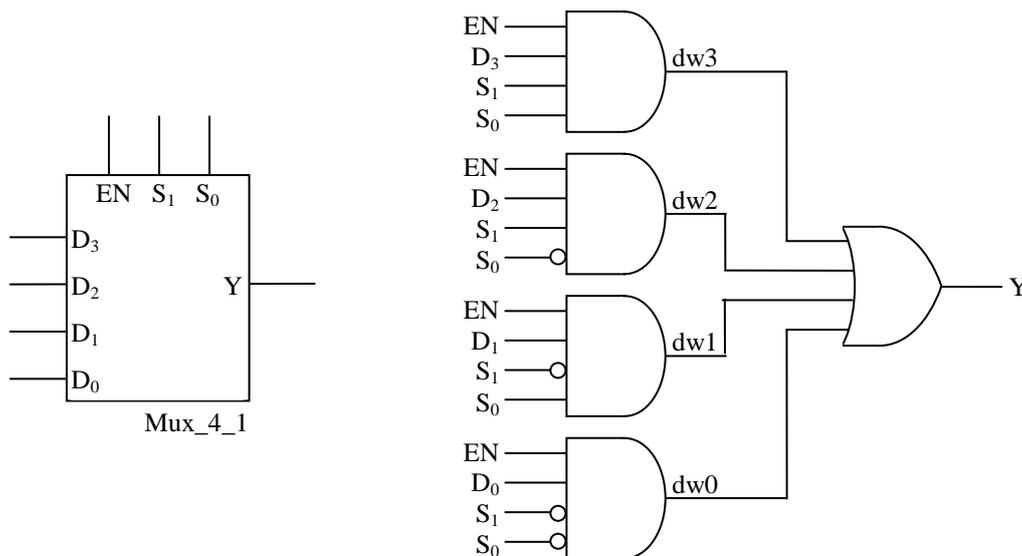 EN S₁ S₀
D₃
D₂
D₁
D₀
Y
Mux_4_1
EN
D₃
S₁
S₀
dw3
EN
D₂
S₁
S₀
dw2
EN
D₁
S₁
S₀
dw1
EN
D₀
S₁
S₀
dw0
Y